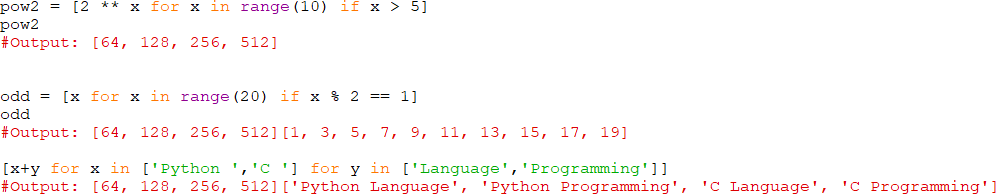 pow2 = [2 ** x for x in range(10) if x > 5]
pow2
#Output: [64, 128, 256, 512]
odd = [x for x in range(20) if x % 2 == 1]
odd
#Output: [64, 128, 256, 512][1, 3, 5, 7, 9, 11, 13, 15, 17, 19]
[x+y for x in ['Python ','C '] for y in ['Language','Programming']]
#Output: [64, 128, 256, 512]['Python Language', 'Python Programming', 'C Language', 'C Programming']